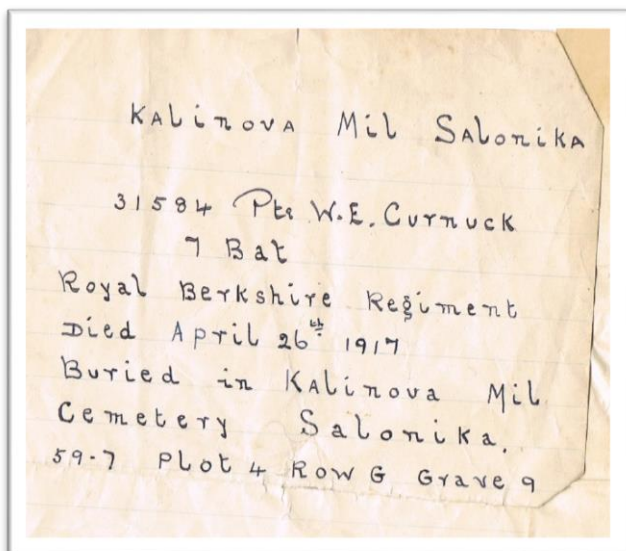 KALinovA Mil SALoniKA
31584 Pte W.E. Curnuck
7 Bat
Royal Berkshire Regiment
Died April 26th 1917
Buried in KALinova Mil
Cemetery Salonika.
59-7 Plot 4 Row G Grave 9